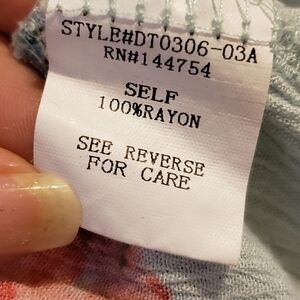 STYLE#DT0306-03A
RN#144754
SELF
100%RAYON
SEE REVERSE
FOR CARE